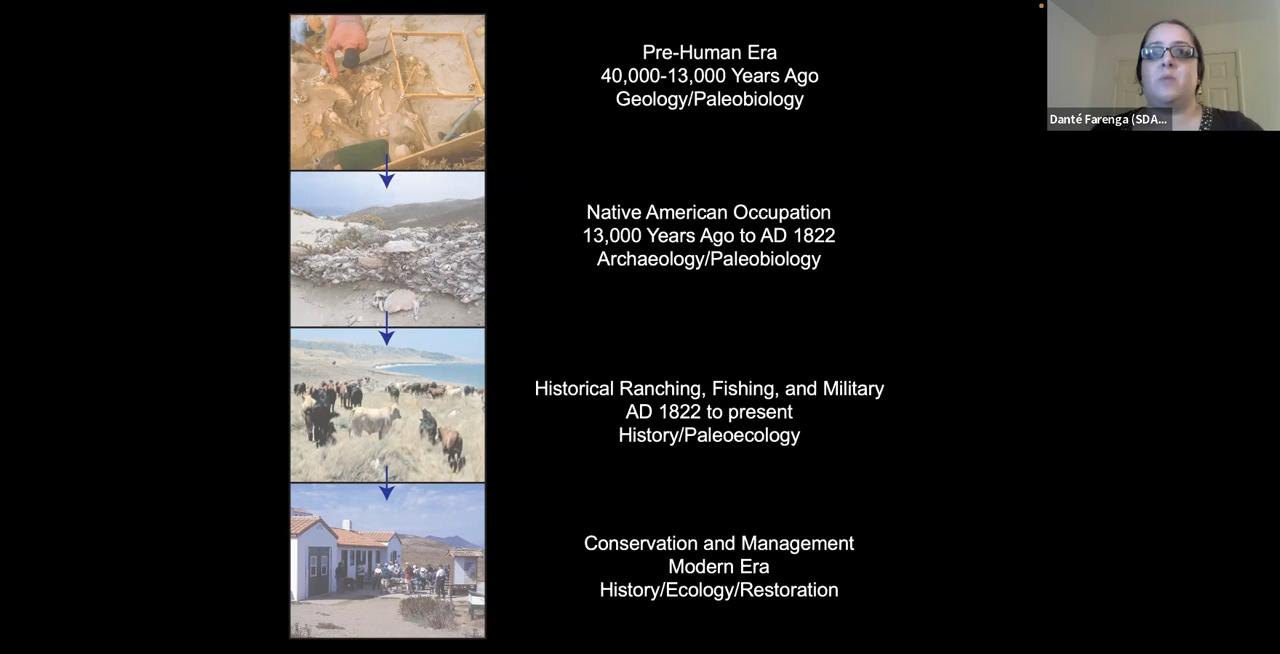 Pre-Human Era
40,000-13,000 Years Ago
Geology/Paleobiology
Danté Farenga (SDA...
Native American Occupation
13,000 Years Ago to AD 1822
Archaeology/Paleobiology
Historical Ranching, Fishing, and Military
AD 1822 to present
History/Paleoecology
Conservation and Management
Modern Era
History/Ecology/Restoration